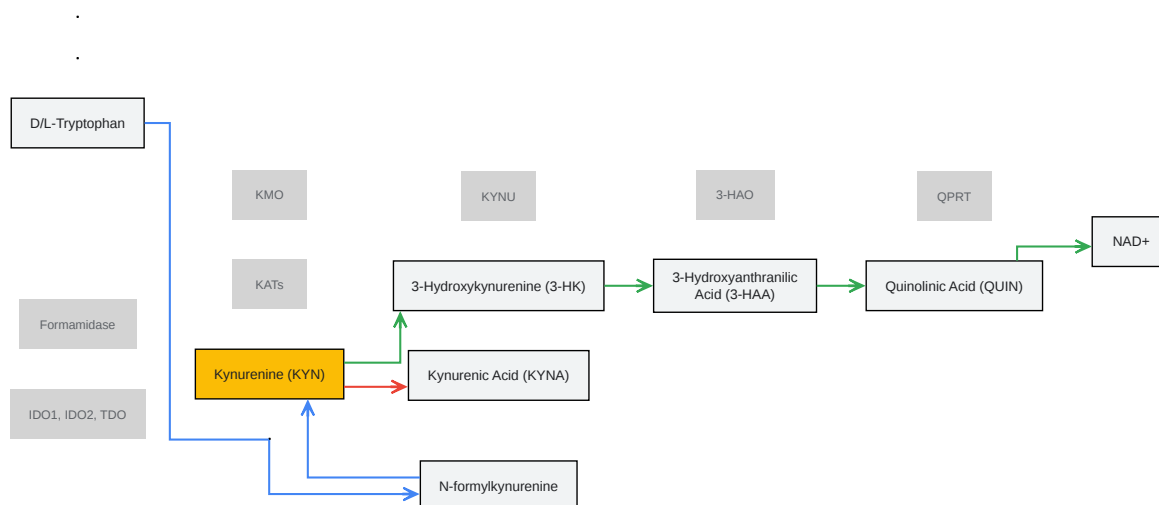 D/L-Tryptophan
KMO
KYNU
3-HAO
QPRT
NAD+
KATs
3-Hydroxykynurenine (3-HK)
3-Hydroxyanthranilic
Acid (3-HAA)
Quinolinic Acid (QUIN)
Formamidase
Kynurenine (KYN)
Kynurenic Acid (KYNA)
IDO1, IDO2, TDO
N-formylkynurenine